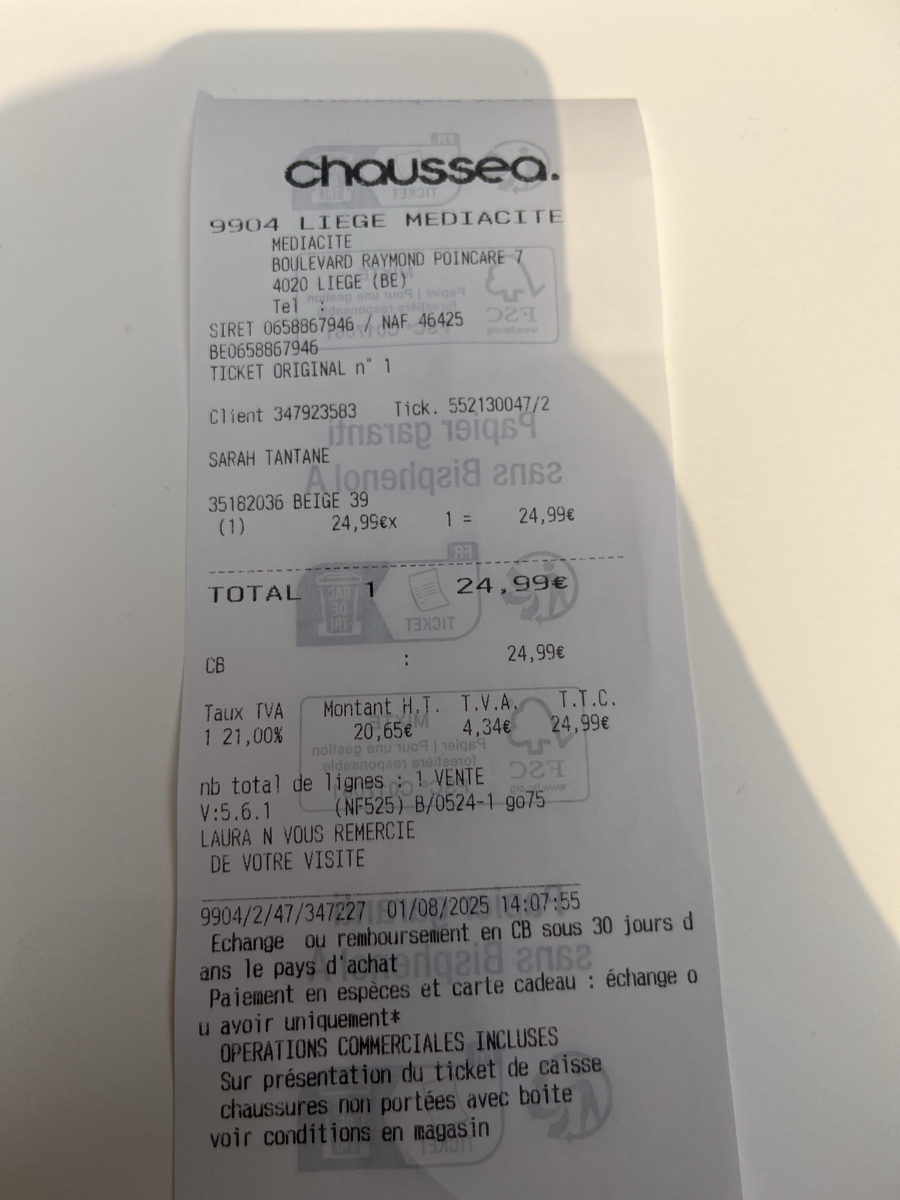 chaussea.
9904 LIEGE MEDIACITE
MEDIACITE
BOULEVARD RAYMOND POINCARE 7
4020 LIEGE (BE)
Tel :
SIRET 0658867946 / NAF 46425
BE0658867946
TICKET ORIGINAL n° 1
Client 347923583 Tick. 552130047/2
SARAH TANTANE
35182036 BEIGE 39
(1) 24,99€x 1 = 24,99€
TOTAL 1 24,99€
CB : 24,99€
Taux TVA Montant H.T. T.V.A. T.T.C.
1 21,00% 20,65€ 4,34€ 24,99€
nb total de lignes : 1 VENTE
V:5.6.1 (NF525) B/0524-1 go75
LAURA N VOUS REMERCIE
DE VOTRE VISITE
9904/2/47/347227 01/08/2025 14:07:55
Echange ou remboursement en CB sous 30 jours d
ans le pays d'achat
Paiement en espèces et carte cadeau : échange o
u avoir uniquement*
OPERATIONS COMMERCIALES INCLUSES
Sur présentation du ticket de caisse
chaussures non portées avec boite
voir conditions en magasin